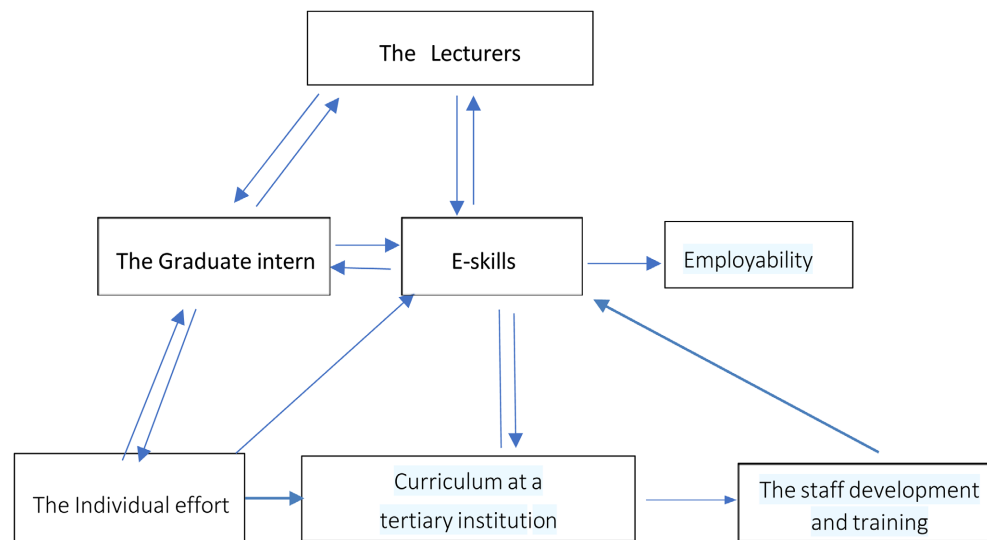 The Lecturers
The Graduate intern
E-skills
Employability
The Individual effort
Curriculum at a
tertiary institution
The staff development
and training